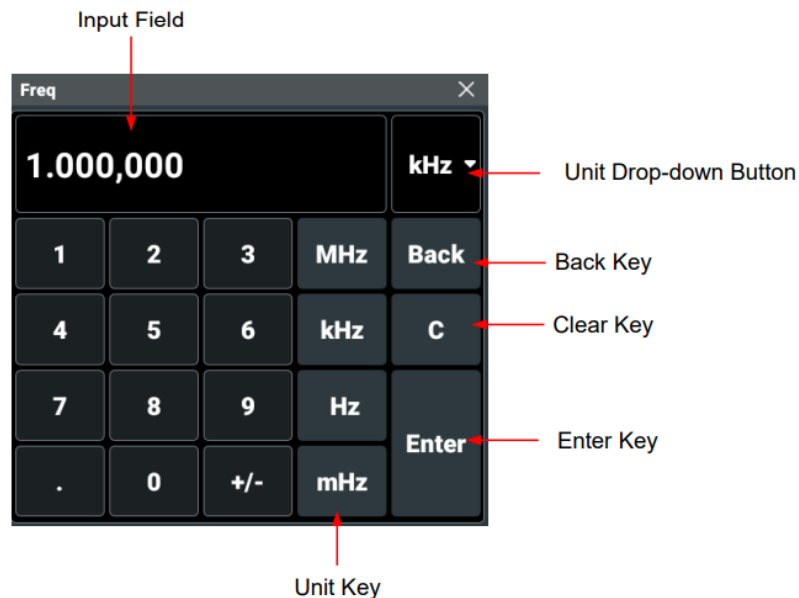 Input Field
Freq
1.000,000 kHz
Unit Drop-down Button
1 2 3 MHz Back
Back Key
4 5 6 kHz C
Clear Key
7 8 9 Hz
Enter
Enter Key
. 0 +/- mHz
Unit Key